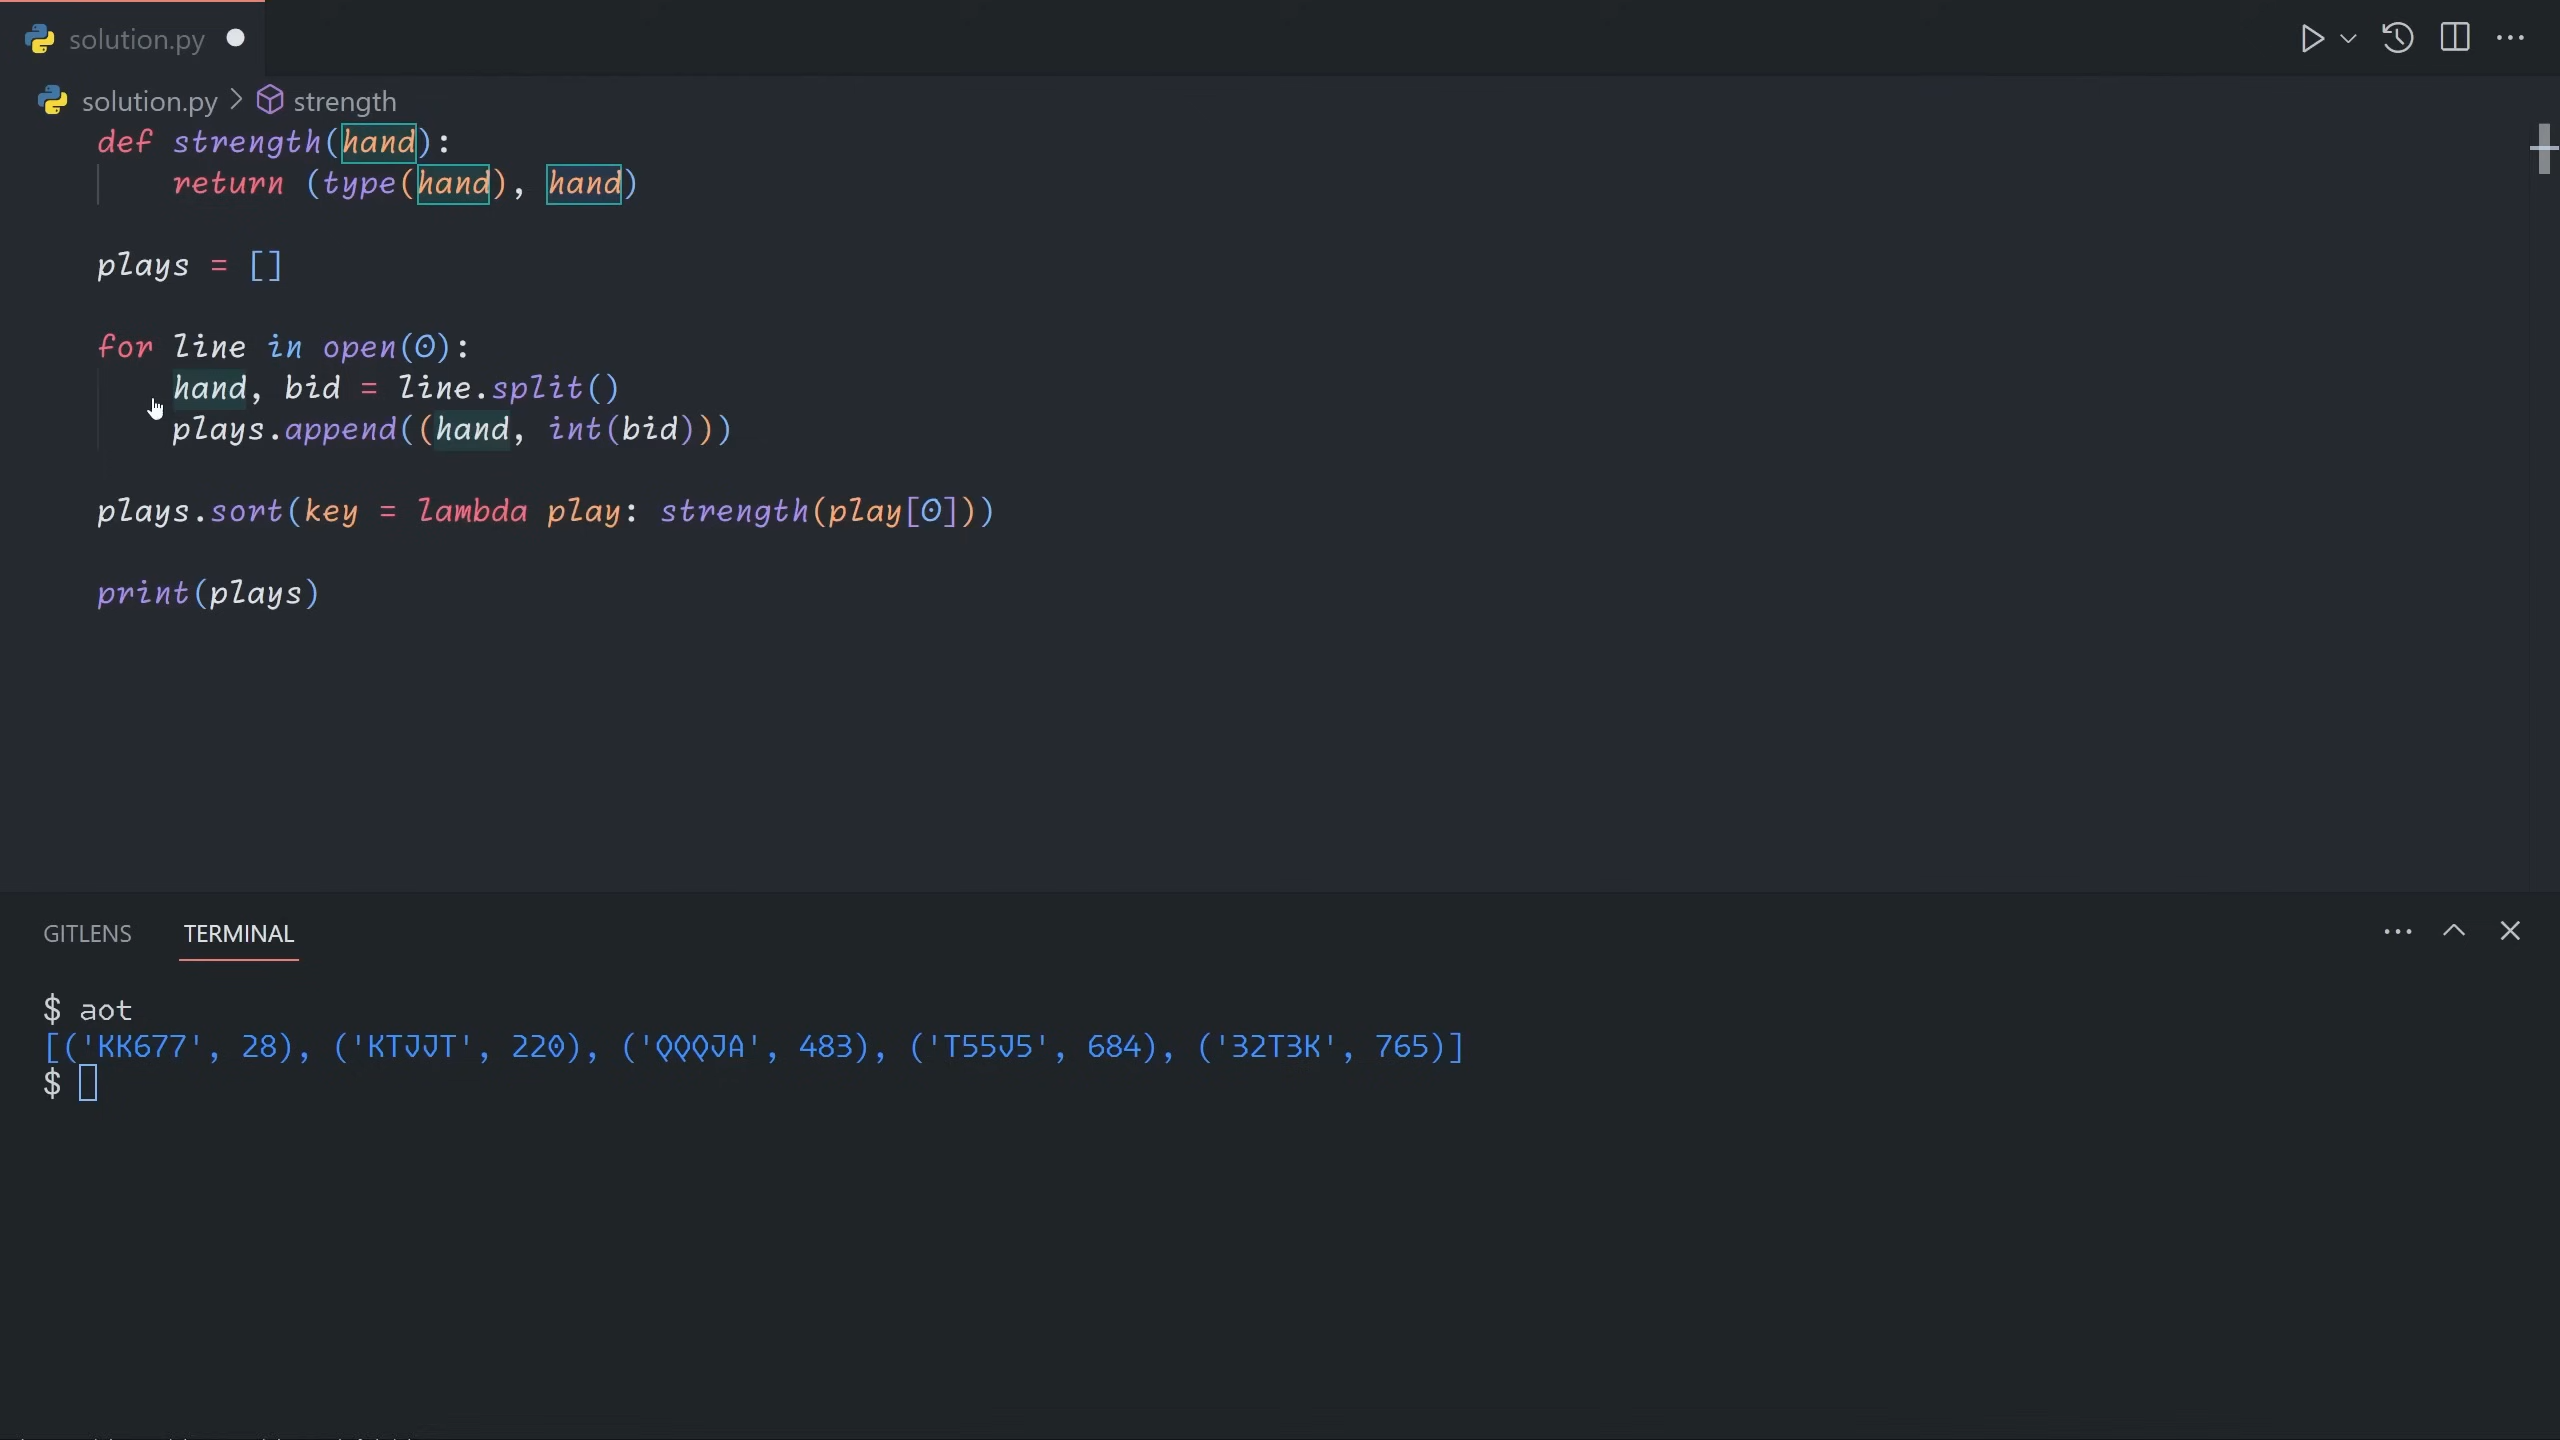 solution.py
solution.py > strength
def strength(hand):
    return (type(hand), hand)
plays = []
for line in open(0):
    hand, bid = line.split()
    plays.append((hand, int(bid)))
plays.sort(key = lambda play: strength(play[0]))
print(plays)
GITLENS TERMINAL
$ aot
[('KK677', 28), ('KTJJT', 220), ('QQQJA', 483), ('T55J5', 684), ('32T3K', 765)]
$